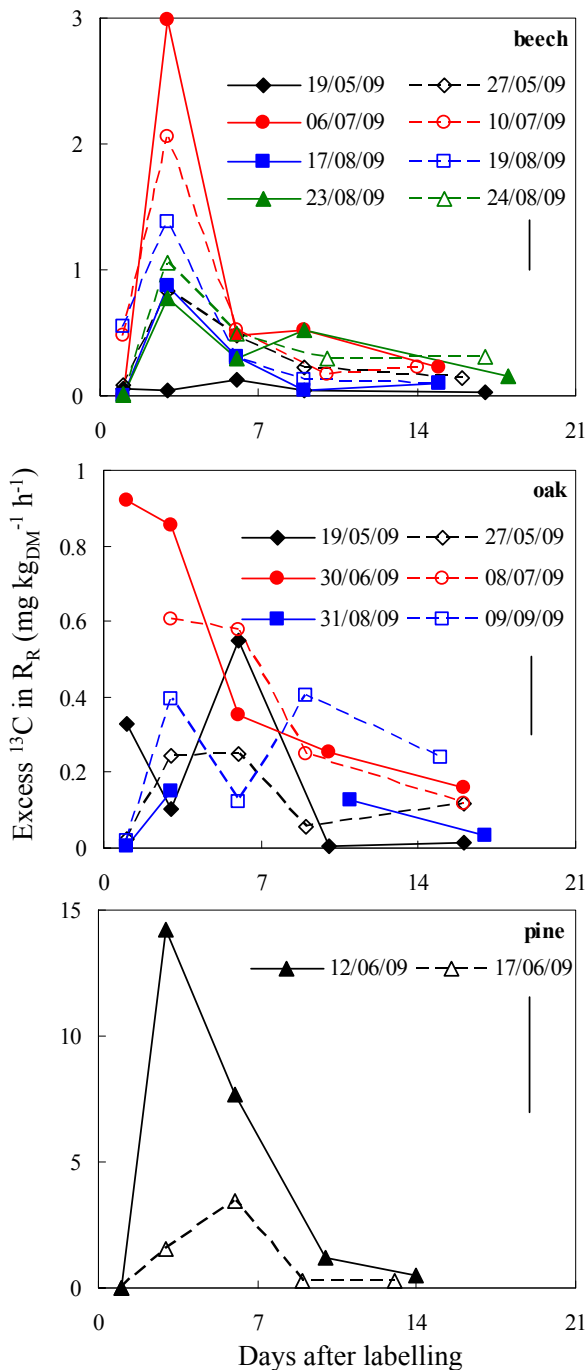 3
beech
19/05/09 27/05/09
06/07/09 10/07/09
17/08/09 19/08/09
23/08/09 24/08/09
2
1
0
0 7 14 21
1
oak
19/05/09 27/05/09
30/06/09 08/07/09
31/08/09 09/09/09
0.8
0.6
0.4
0.2
0
0 7 14 21
Excess ¹³C in R_R (mg kg_DM⁻¹ h⁻¹)
15
pine
12/06/09 17/06/09
10
5
0
0 7 14 21
Days after labelling